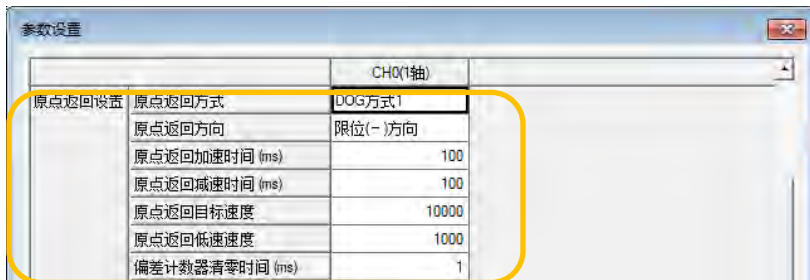 参数设置
CH0(1轴)
原点返回设置 原点返回方式 DOG方式1
原点返回方向 限位(-)方向
原点返回加速时间 (ms) 100
原点返回减速时间 (ms) 100
原点返回目标速度 10000
原点返回低速速度 1000
偏差计数器清零时间 (ms) 1